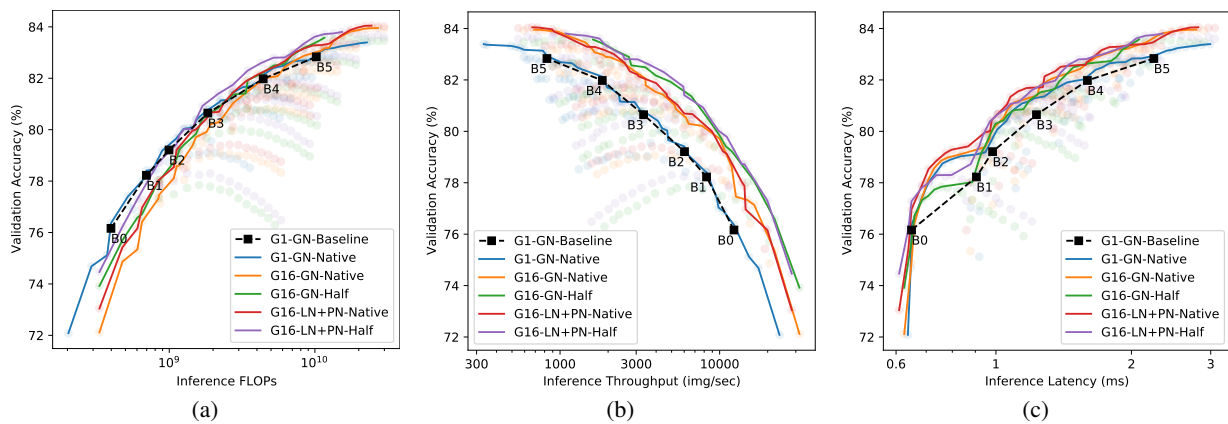 84
82
80
78
76
74
72
Validation Accuracy (%)
B0
B1
B2
B3
B4
B5
G1-GN-Baseline
G1-GN-Native
G16-GN-Native
G16-GN-Half
G16-LN+PN-Native
G16-LN+PN-Half
10⁹
10¹⁰
Inference FLOPs
(a)
84
82
80
78
76
74
72
Validation Accuracy (%)
B5
B4
B3
B2
B1
B0
G1-GN-Baseline
G1-GN-Native
G16-GN-Native
G16-GN-Half
G16-LN+PN-Native
G16-LN+PN-Half
300
1000
3000
10000
Inference Throughput (img/sec)
(b)
84
82
80
78
76
74
72
Validation Accuracy (%)
B0
B1
B2
B3
B4
B5
G1-GN-Baseline
G1-GN-Native
G16-GN-Native
G16-GN-Half
G16-LN+PN-Native
G16-LN+PN-Half
0.6
1
2
3
Inference Latency (ms)
(c)